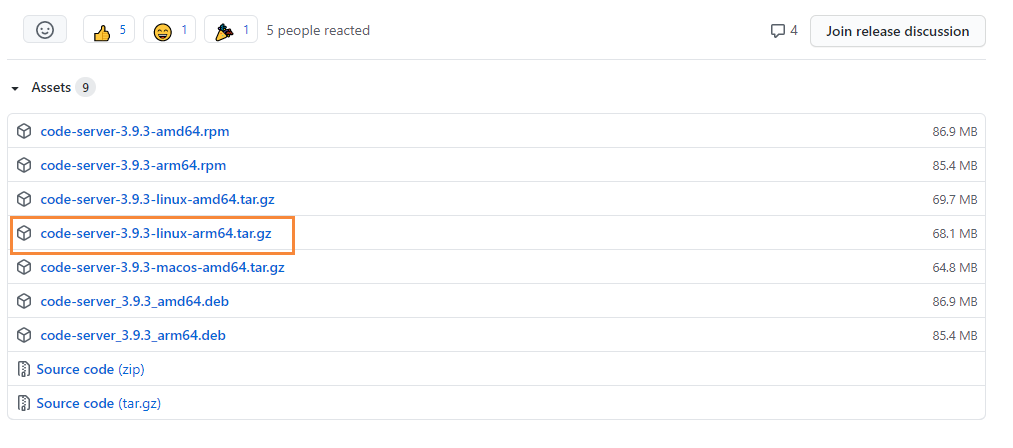 5 1 1 5 people reacted 4 Join release discussion
Assets 9
code-server-3.9.3-amd64.rpm 86.9 MB
code-server-3.9.3-arm64.rpm 85.4 MB
code-server-3.9.3-linux-amd64.tar.gz 69.7 MB
code-server-3.9.3-linux-arm64.tar.gz 68.1 MB
code-server-3.9.3-macos-amd64.tar.gz 64.8 MB
code-server_3.9.3_amd64.deb 86.9 MB
code-server_3.9.3_arm64.deb 85.4 MB
Source code (zip)
Source code (tar.gz)